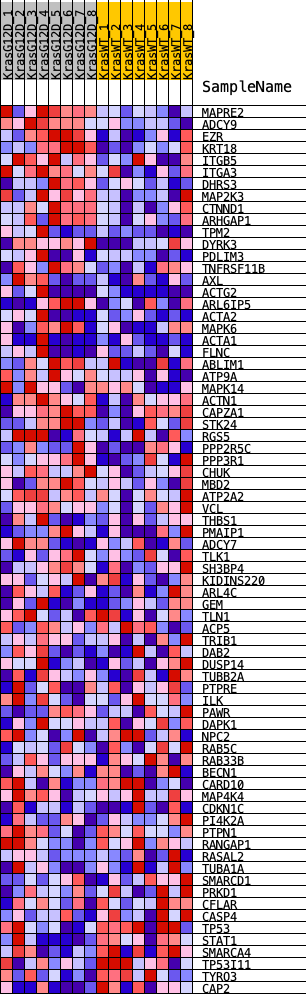 KrasG12D_1
KrasG12D_2
KrasG12D_3
KrasG12D_4
KrasG12D_5
KrasG12D_6
KrasG12D_7
KrasG12D_8
KrasWT_1
KrasWT_2
KrasWT_3
KrasWT_4
KrasWT_5
KrasWT_6
KrasWT_7
KrasWT_8
SampleName
MAPRE2
ADCY9
EZR
KRT18
ITGB5
ITGA3
DHRS3
MAP2K3
CTNND1
ARHGAP1
TPM2
DYRK3
PDLIM3
TNFRSF11B
AXL
ACTG2
ARL6IP5
ACTA2
MAPK6
ACTA1
FLNC
ABLIM1
ATP9A
MAPK14
ACTN1
CAPZA1
STK24
RGS5
PPP2R5C
PPP3R1
CHUK
MBD2
ATP2A2
VCL
THBS1
PMAIP1
ADCY7
TLK1
SH3BP4
KIDINS220
ARL4C
GEM
TLN1
ACP5
TRIB1
DAB2
DUSP14
TUBB2A
PTPRE
ILK
PAWR
DAPK1
NPC2
RAB5C
RAB33B
BECN1
CARD10
MAP4K4
CDKN1C
PI4K2A
PTPN1
RANGAP1
RASAL2
TUBA1A
SMARCD1
PRKD1
CFLAR
CASP4
TP53
STAT1
SMARCA4
TP53I11
TYRO3
CAP2